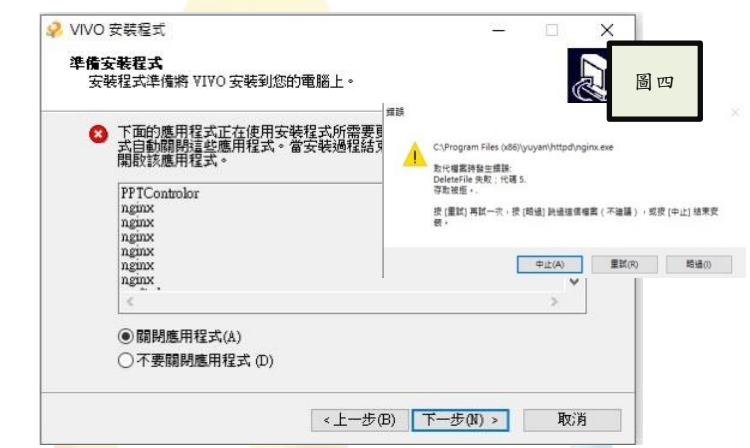 VIVO 安裝程式
準備安裝程式
安裝程式準備將 VIVO 安裝到您的電腦上。
圖四
下面的應用程式正在使用安裝程式所需要
式自動關閉這些應用程式。當安裝過程結
開啟該應用程式。
PPTControlor
nginx
nginx
nginx
nginx
nginx
nginx
錯誤
C:\Program Files (x86)\yuyan\httpd\nginx.exe
取代檔案時發生錯誤:
DeleteFile 失敗；代碼 5.
存取被拒。.
按 [重試] 再試一次，按 [略過] 跳過這個檔案（不建議），或按 [中止] 結束安
裝。
中止(A) 重試(R) 略過(I)
關閉應用程式(A)
不要關閉應用程式 (D)
< 上一步(B) 下一步(N) > 取消